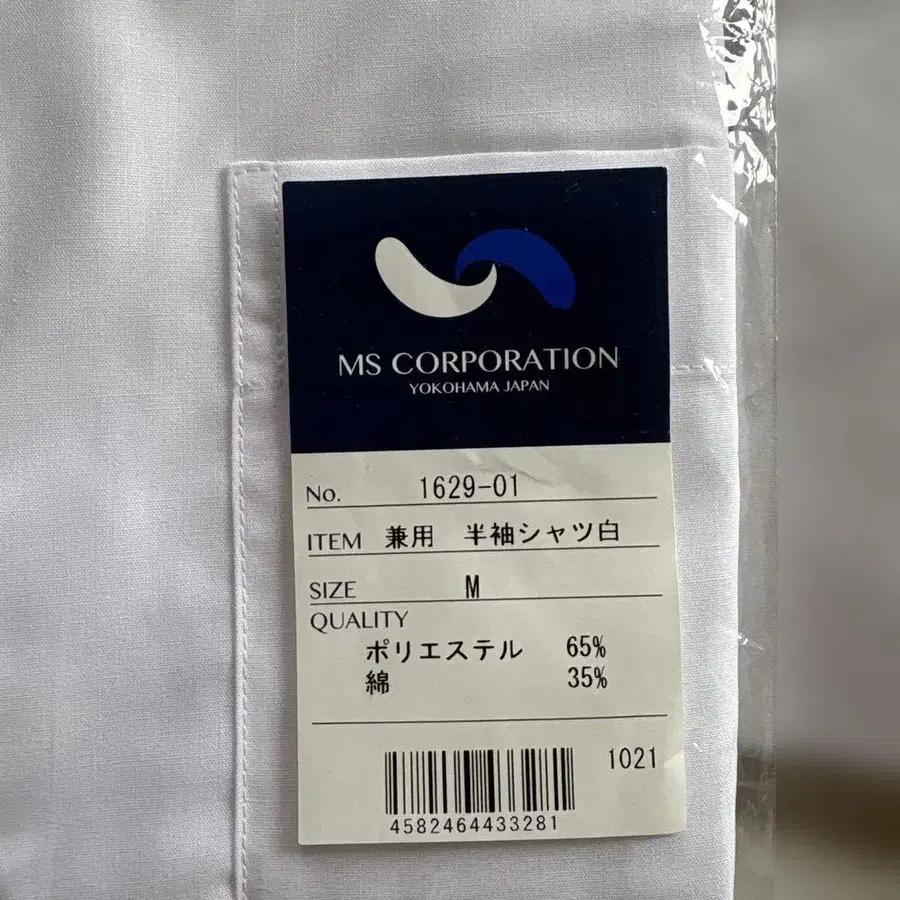 MS CORPORATION
YOKOHAMA JAPAN
No. 1629-01
ITEM 兼用 半袖シャツ白
SIZE M
QUALITY
ポリエステル 65%
綿 35%
1021
4582464433281